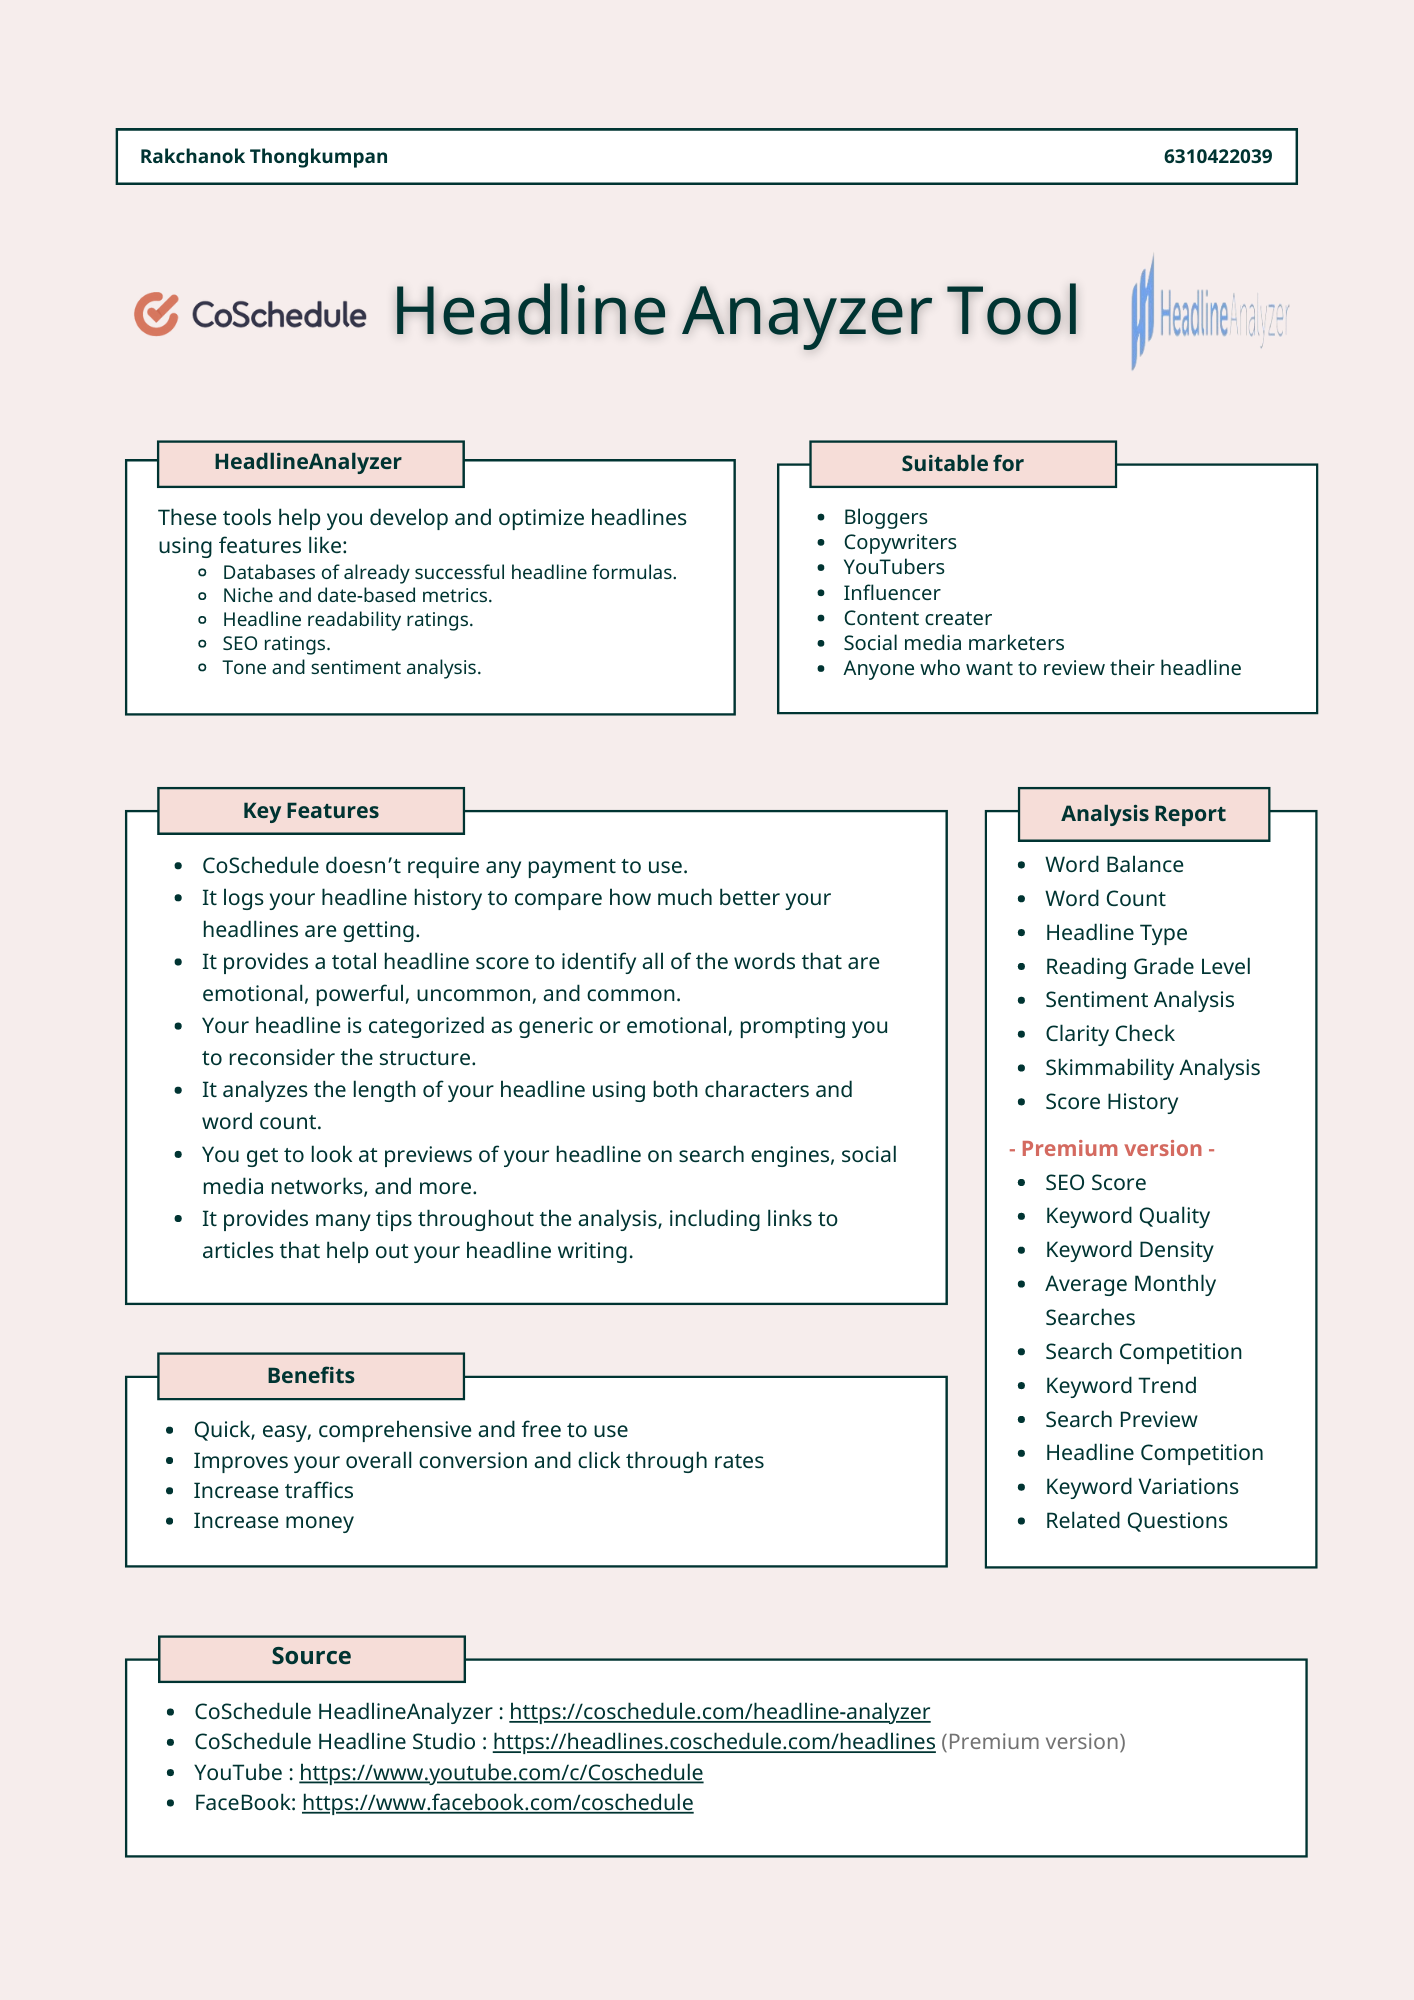 Rakchanok Thongkumpan
6310422039
CoSchedule
Headline Anayzer Tool
HeadlineAnalyzer
HeadlineAnalyzer
These tools help you develop and optimize headlines
using features like:
Databases of already successful headline formulas.
Niche and date-based metrics.
Headline readability ratings.
SEO ratings.
Tone and sentiment analysis.
Suitable for
Bloggers
Copywriters
YouTubers
Influencer
Content creater
Social media marketers
Anyone who want to review their headline
Key Features
CoSchedule doesn’t require any payment to use.
It logs your headline history to compare how much better your
headlines are getting.
It provides a total headline score to identify all of the words that are
emotional, powerful, uncommon, and common.
Your headline is categorized as generic or emotional, prompting you
to reconsider the structure.
It analyzes the length of your headline using both characters and
word count.
You get to look at previews of your headline on search engines, social
media networks, and more.
It provides many tips throughout the analysis, including links to
articles that help out your headline writing.
Analysis Report
Word Balance
Word Count
Headline Type
Reading Grade Level
Sentiment Analysis
Clarity Check
Skimmability Analysis
Score History
- Premium version -
SEO Score
Keyword Quality
Keyword Density
Average Monthly
Searches
Search Competition
Keyword Trend
Search Preview
Headline Competition
Keyword Variations
Related Questions
Benefits
Quick, easy, comprehensive and free to use
Improves your overall conversion and click through rates
Increase traffics
Increase money
Source
CoSchedule HeadlineAnalyzer : https://coschedule.com/headline-analyzer
CoSchedule Headline Studio : https://headlines.coschedule.com/headlines (Premium version)
YouTube : https://www.youtube.com/c/Coschedule
FaceBook: https://www.facebook.com/coschedule